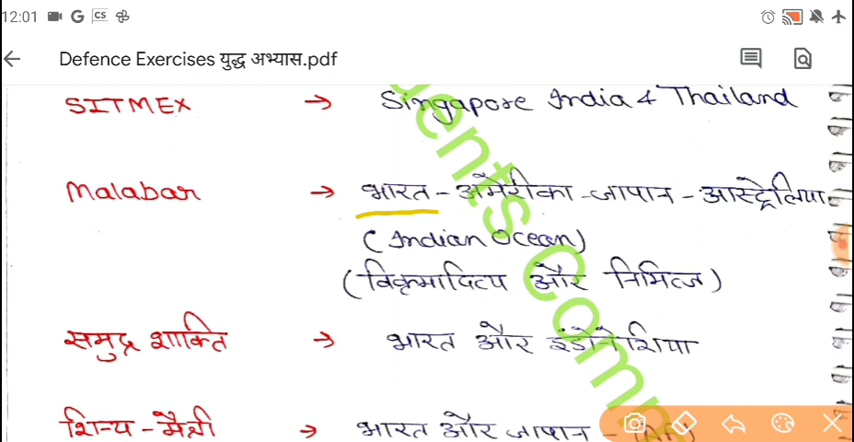 12:01
Defence Exercises युद्ध अभ्यास.pdf
SITMEX → Singapore India & Thailand
Malabar → भारत - अमेरीका - जापान - आस्ट्रेलिया
(Indian Ocean)
(विक्रमादित्य और निमित्ज)
समुद्र शाक्ति → भारत और इंडोनेशिया
शिन्य - मैत्री → भारत और जापान -